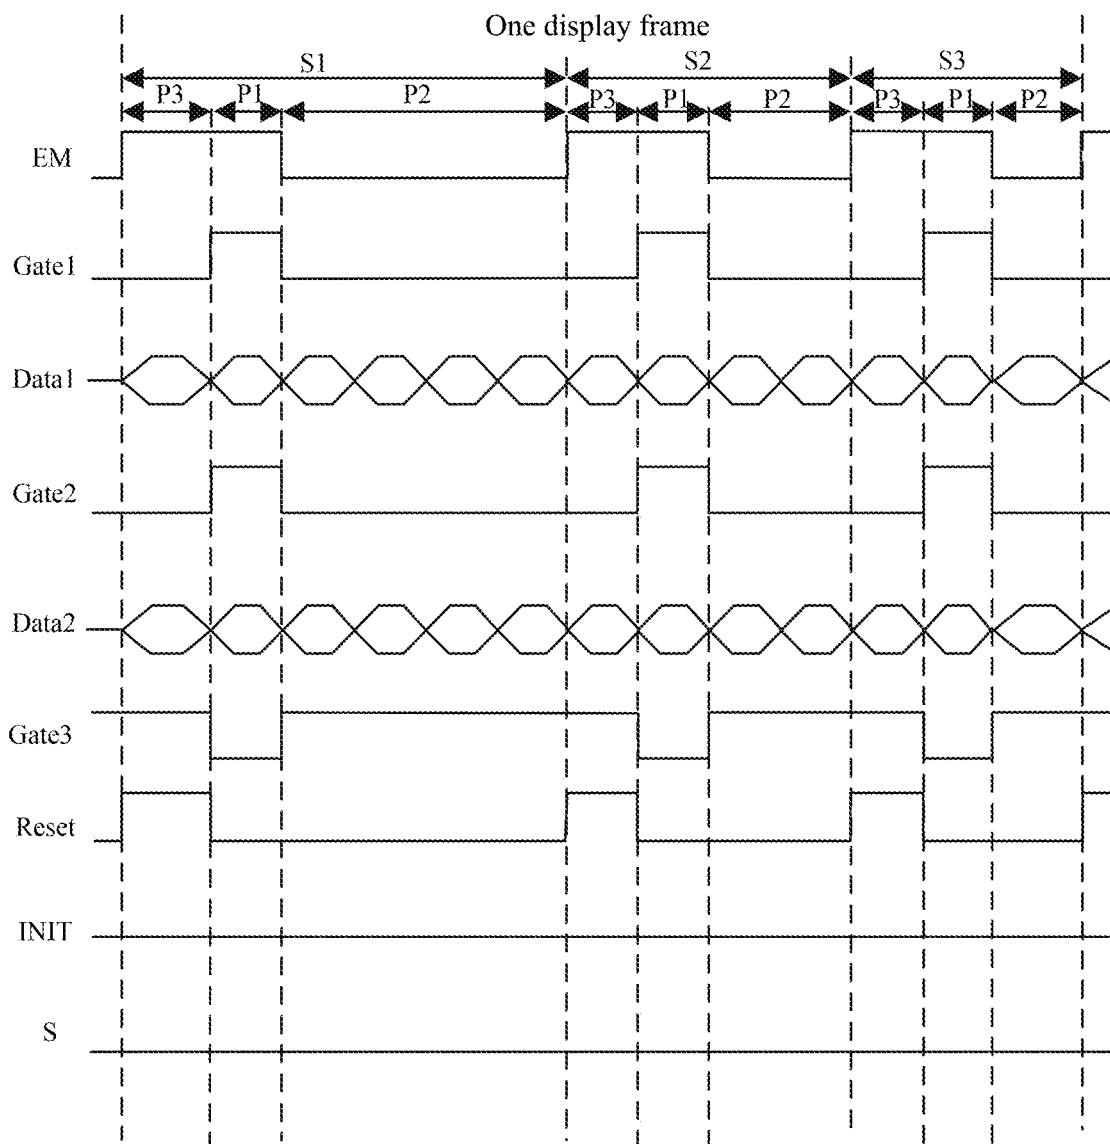 One display frame
S1 S2 S3
P3 P1 P2 P3 P1 P2 P3 P1 P2
EM
Gate1
Data1
Gate2
Data2
Gate3
Reset
INIT
S